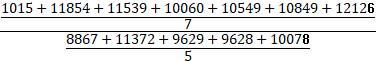 1015 + 11854 + 11539 + 10060 + 10549 + 10849 + 12126
7
8867 + 11372 + 9629 + 9628 + 10078
5